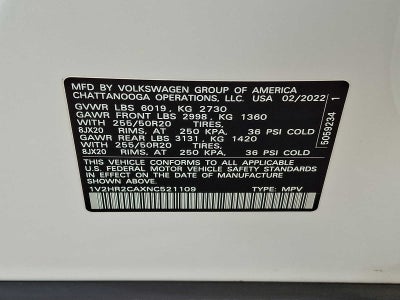 MFD BY VOLKSWAGEN GROUP OF AMERICA
CHATTANOOGA OPERATIONS, LLC. USA 02/2022
GVWR LBS 6019, KG 2730
GAWR FRONT LBS 2998, KG 1360
WITH 255/50R20 TIRES,
8JX20 RIMS, AT 250 KPA, 36 PSI COLD
GAWR REAR LBS 3131, KG 1420
WITH 255/50R20 TIRES,
8JX20 RIMS, AT 250 KPA, 36 PSI COLD
THIS VEHICLE CONFORMS TO ALL APPLICABLE
U.S. FEDERAL MOTOR VEHICLE SAFETY STANDARDS
IN EFFECT ON THE DATE OF MANUFACTURE
SHOWN ABOVE
1V2HR2CAXNC521109 TYPE: MPV
5059234 1